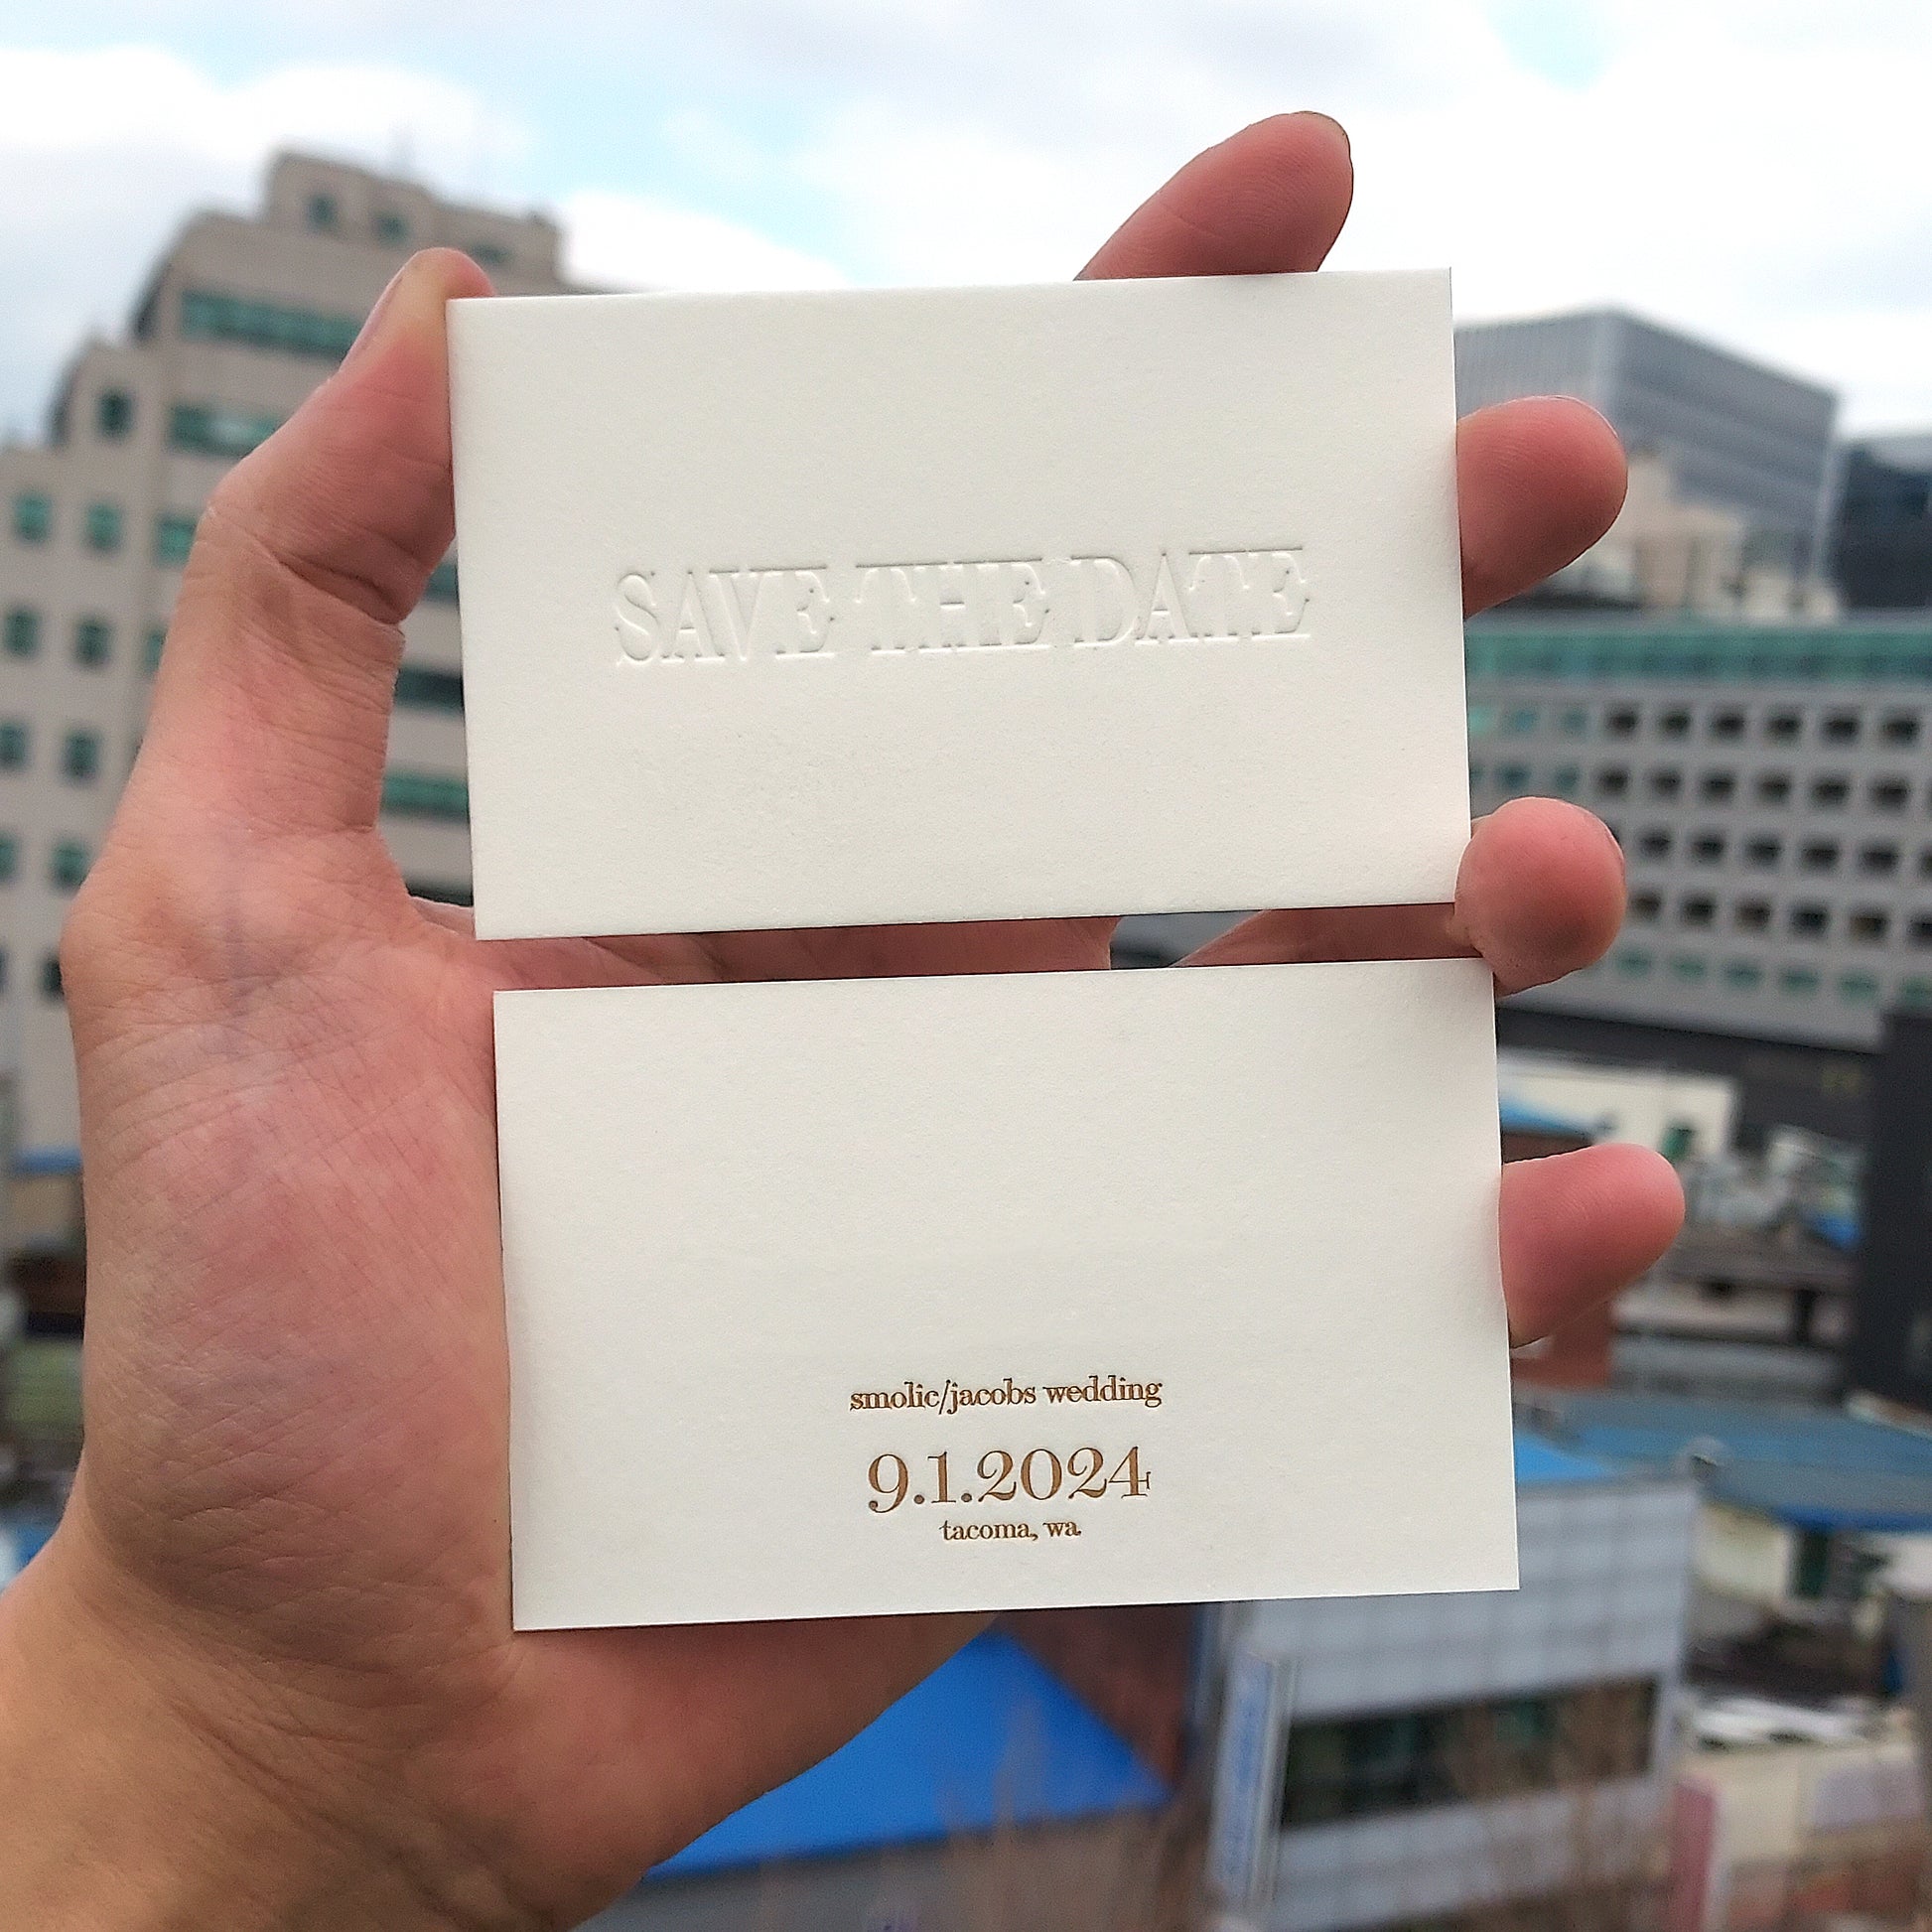 SAVE THE DATE
smolic/jacobs wedding
9.1.2024
tacoma, wa